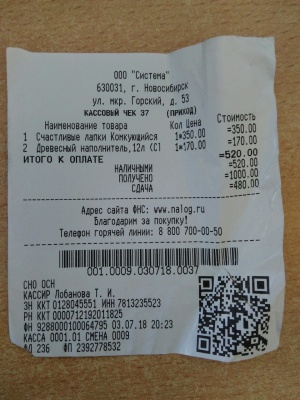 ООО "Система"
630031, г. Новосибирск
ул. мкр. Горский, д. 53
КАССОВЫЙ ЧЕК 37 (ПРИХОД)
Наименование товара Кол Цена Стоимость
1 Счастливые лапки Комкующийся 1*350.00 =350.00
2 Древесный наполнитель,12л (С1 1*170.00 =170.00
ИТОГО К ОПЛАТЕ =520.00
НАЛИЧНЫМИ =520.00
ПОЛУЧЕНО =1000.00
СДАЧА =480.00
Адрес сайта ФНС: www.nalog.ru
Благодарим за покупку!
Телефон горячей линии: 8 800 700-00-50
001.0009.030718.0037
СНО ОСН
КАССИР Лобанова Т. И.
ЗН ККТ 0128045551 ИНН 7813235523
РН ККТ 0000712192011825
ФН 9288000100064795 03.07.18 20:23
КАССА 0001.01 СМЕНА 0009
ФД 236 ФП 2392778532